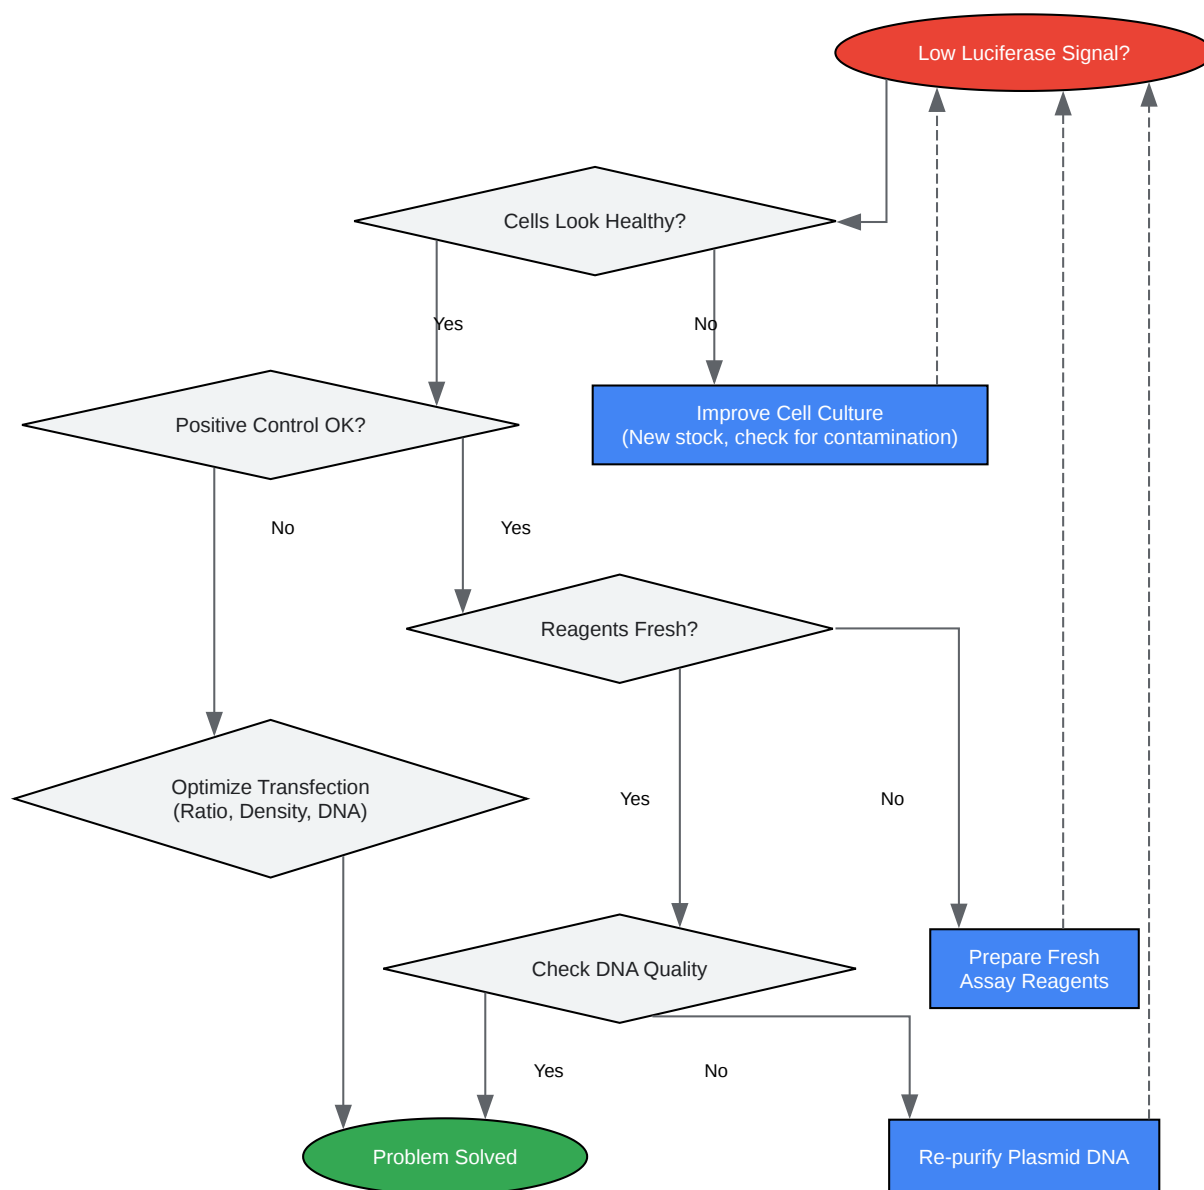 Low Luciferase Signal?
Cells Look Healthy?
Yes
No
Improve Cell Culture
(New stock, check for contamination)
Positive Control OK?
No
Yes
Reagents Fresh?
Optimize Transfection
(Ratio, Density, DNA)
Yes
No
Check DNA Quality
Prepare Fresh
Assay Reagents
Yes
No
Problem Solved
Re-purify Plasmid DNA